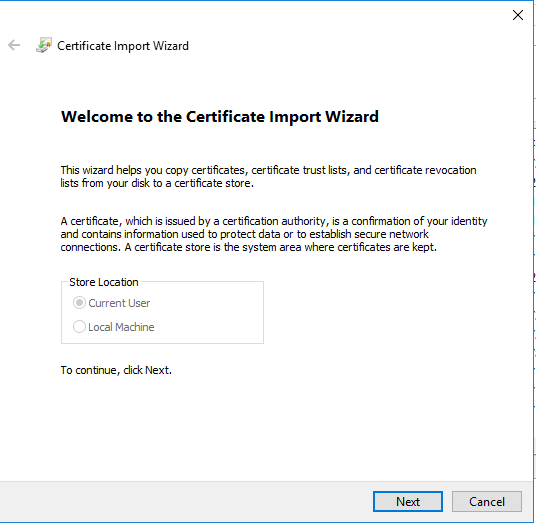 Certificate Import Wizard
Welcome to the Certificate Import Wizard
This wizard helps you copy certificates, certificate trust lists, and certificate revocation
lists from your disk to a certificate store.
A certificate, which is issued by a certification authority, is a confirmation of your identity
and contains information used to protect data or to establish secure network
connections. A certificate store is the system area where certificates are kept.
Store Location
Current User
Local Machine
To continue, click Next.
Next
Cancel